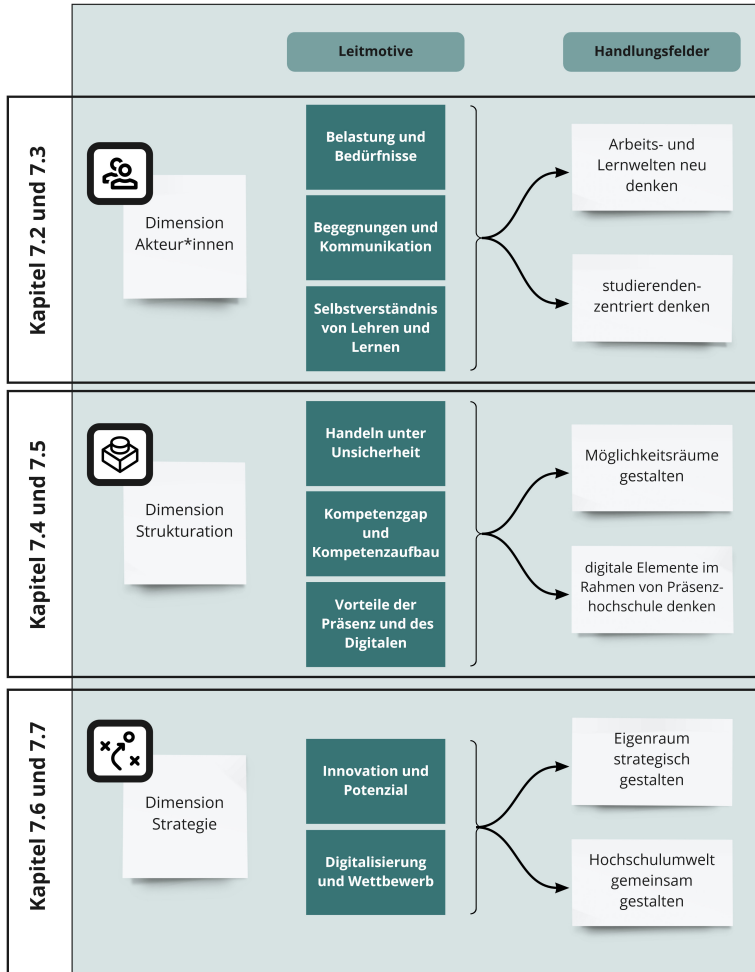 Leitmotive
Handlungsfelder
Kapitel 7.2 und 7.3
Dimension
Akteur*innen
Belastung und
Bedürfnisse
Begegnungen und
Kommunikation
Selbstverständnis
von Lehren und
Lernen
Arbeits- und
Lernwelten neu
denken
studierenden-
zentriert denken
Kapitel 7.4 und 7.5
Dimension
Strukturation
Handeln unter
Unsicherheit
Kompetenzgap
und
Kompetenzaufbau
Vorteile der
Präsenz und des
Digitalen
Möglichkeitsräume
gestalten
digitale Elemente im
Rahmen von Präsenz-
hochschule denken
Kapitel 7.6 und 7.7
Dimension
Strategie
Innovation und
Potenzial
Digitalisierung
und Wettbewerb
Eigenraum
strategisch
gestalten
Hochschulumwelt
gemeinsam
gestalten